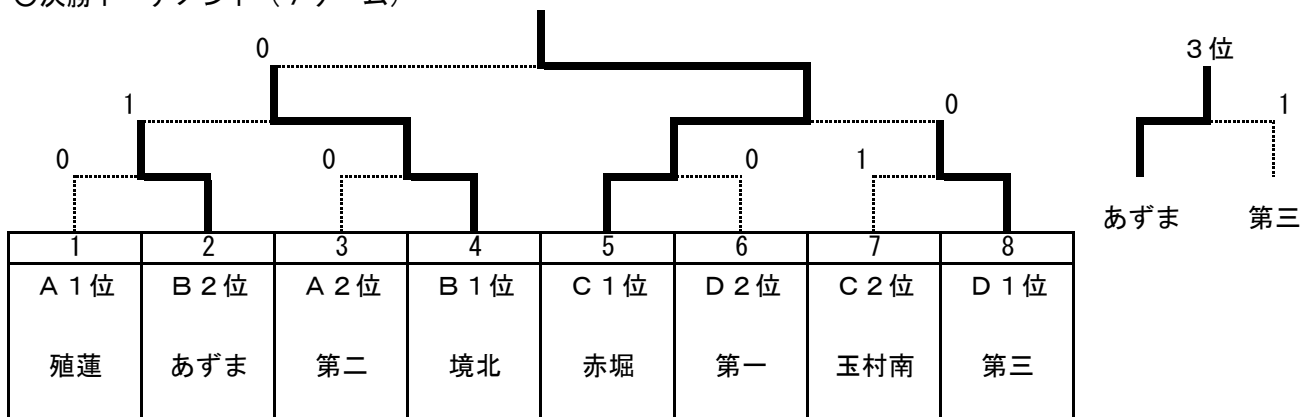 0
3位
1
0
1
0
0
0
1
あずま
第三
1
2
3
4
5
6
7
8
A1位
B2位
A2位
B1位
C1位
D2位
C2位
D1位
殖蓮
あずま
第二
境北
赤堀
第一
玉村南
第三